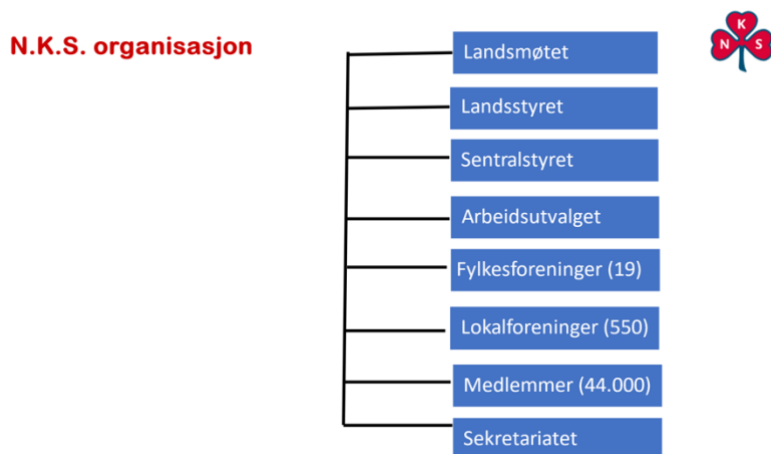 N.K.S. organisasjon
K
N S
Landsmøtet
Landsstyret
Sentralstyret
Arbeidsutvalget
Fylkesforeninger (19)
Lokalforeninger (550)
Medlemmer (44.000)
Sekretariatet